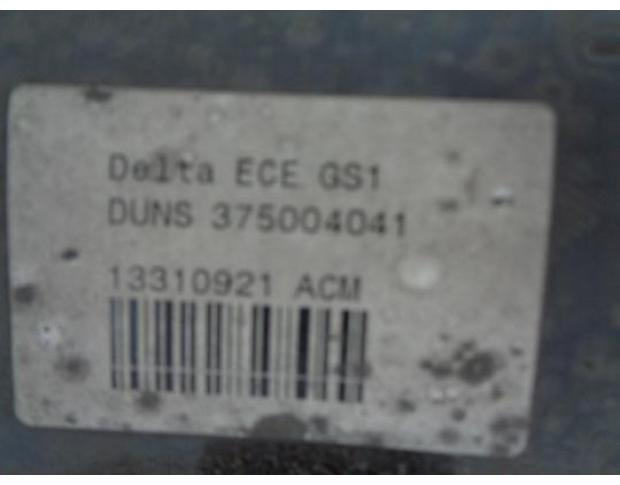 Delta ECE GS1
DUNS 375004041
13310921 ACM